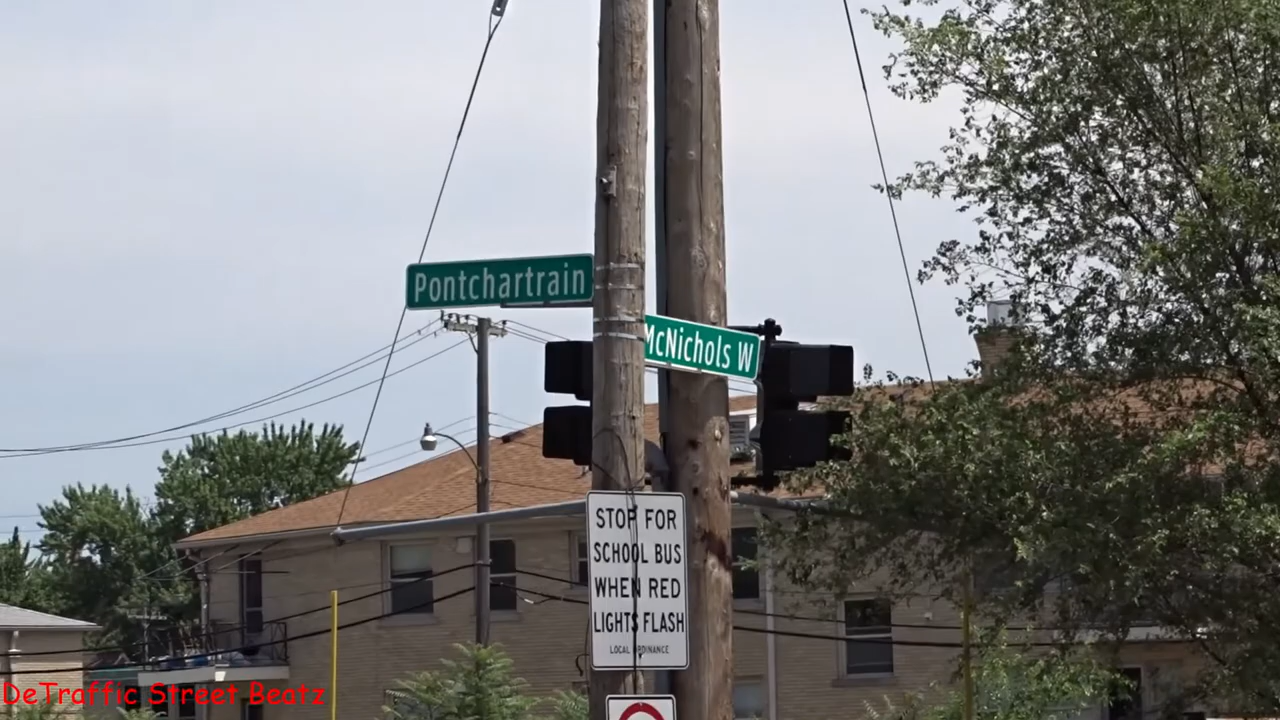 Pontchartrain
McNichols W
STOP FOR
SCHOOL BUS
WHEN RED
LIGHTS FLASH
LOCAL ORDINANCE
DeTraffic Street Beatz